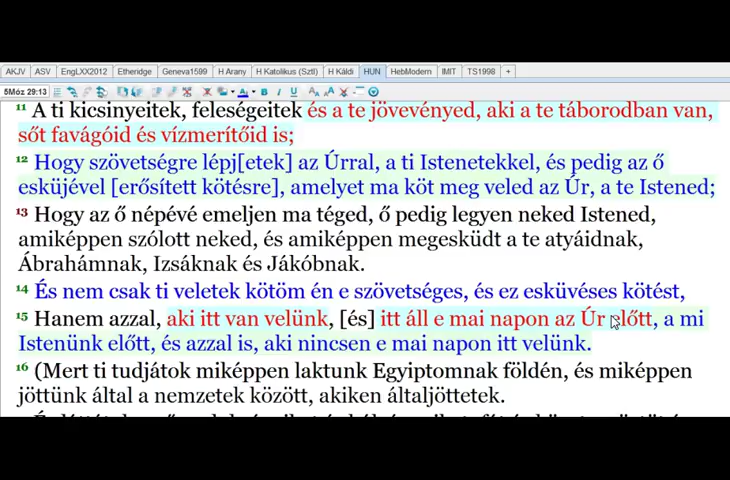 AKJV ASV EngLXX2012 Etheridge Geneva1599 H Arany H Katolikus (SztI) H Káldi HUN HebModern IMIT TS1998 +
5Móz 29:13
11 A ti kicsinyeitek, feleségeitek és a te jövevényed, aki a te táborodban van,
sőt favágóid és vízmerítőid is;
12 Hogy szövetségre lépj[etek] az Úrral, a ti Istenetekkel, és pedig az ő
esküjével [erősített kötésre], amelyet ma köt meg veled az Úr, a te Istened;
13 Hogy az ő népévé emeljen ma téged, ő pedig legyen neked Istened,
amiképpen szólott neked, és amiképpen megesküdt a te atyáidnak,
Ábrahámnak, Izsáknak és Jákóbnak.
14 És nem csak ti veletek kötöm én e szövetséges, és ez esküvéses kötést,
15 Hanem azzal, aki itt van velünk, [és] itt áll e mai napon az Úr előtt, a mi
Istenünk előtt, és azzal is, aki nincsen e mai napon itt velünk.
16 (Mert ti tudjátok miképpen laktunk Egyiptomnak földén, és miképpen
jöttünk által a nemzetek között, akiken általjöttetek.